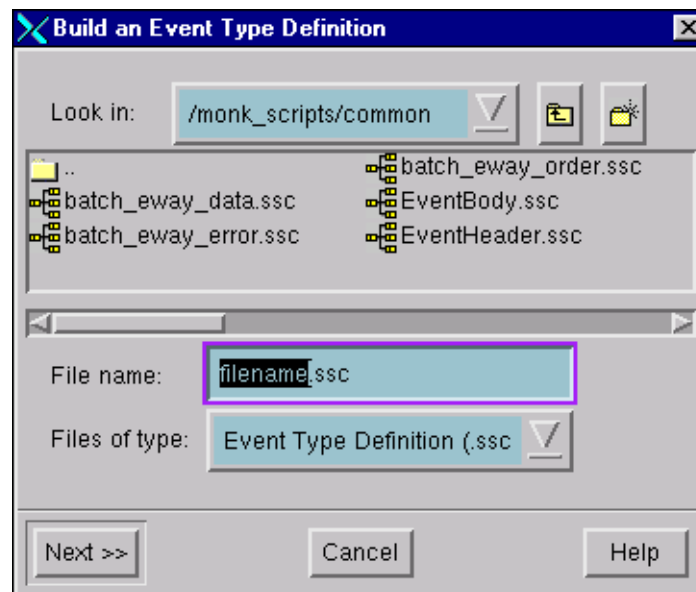 Build an Event Type Definition
Look in: /monk_scripts/common
..
batch_eway_order.ssc
batch_eway_data.ssc
EventBody.ssc
batch_eway_error.ssc
EventHeader.ssc
File name: filename.ssc
Files of type: Event Type Definition (.ssc
Next >> Cancel Help